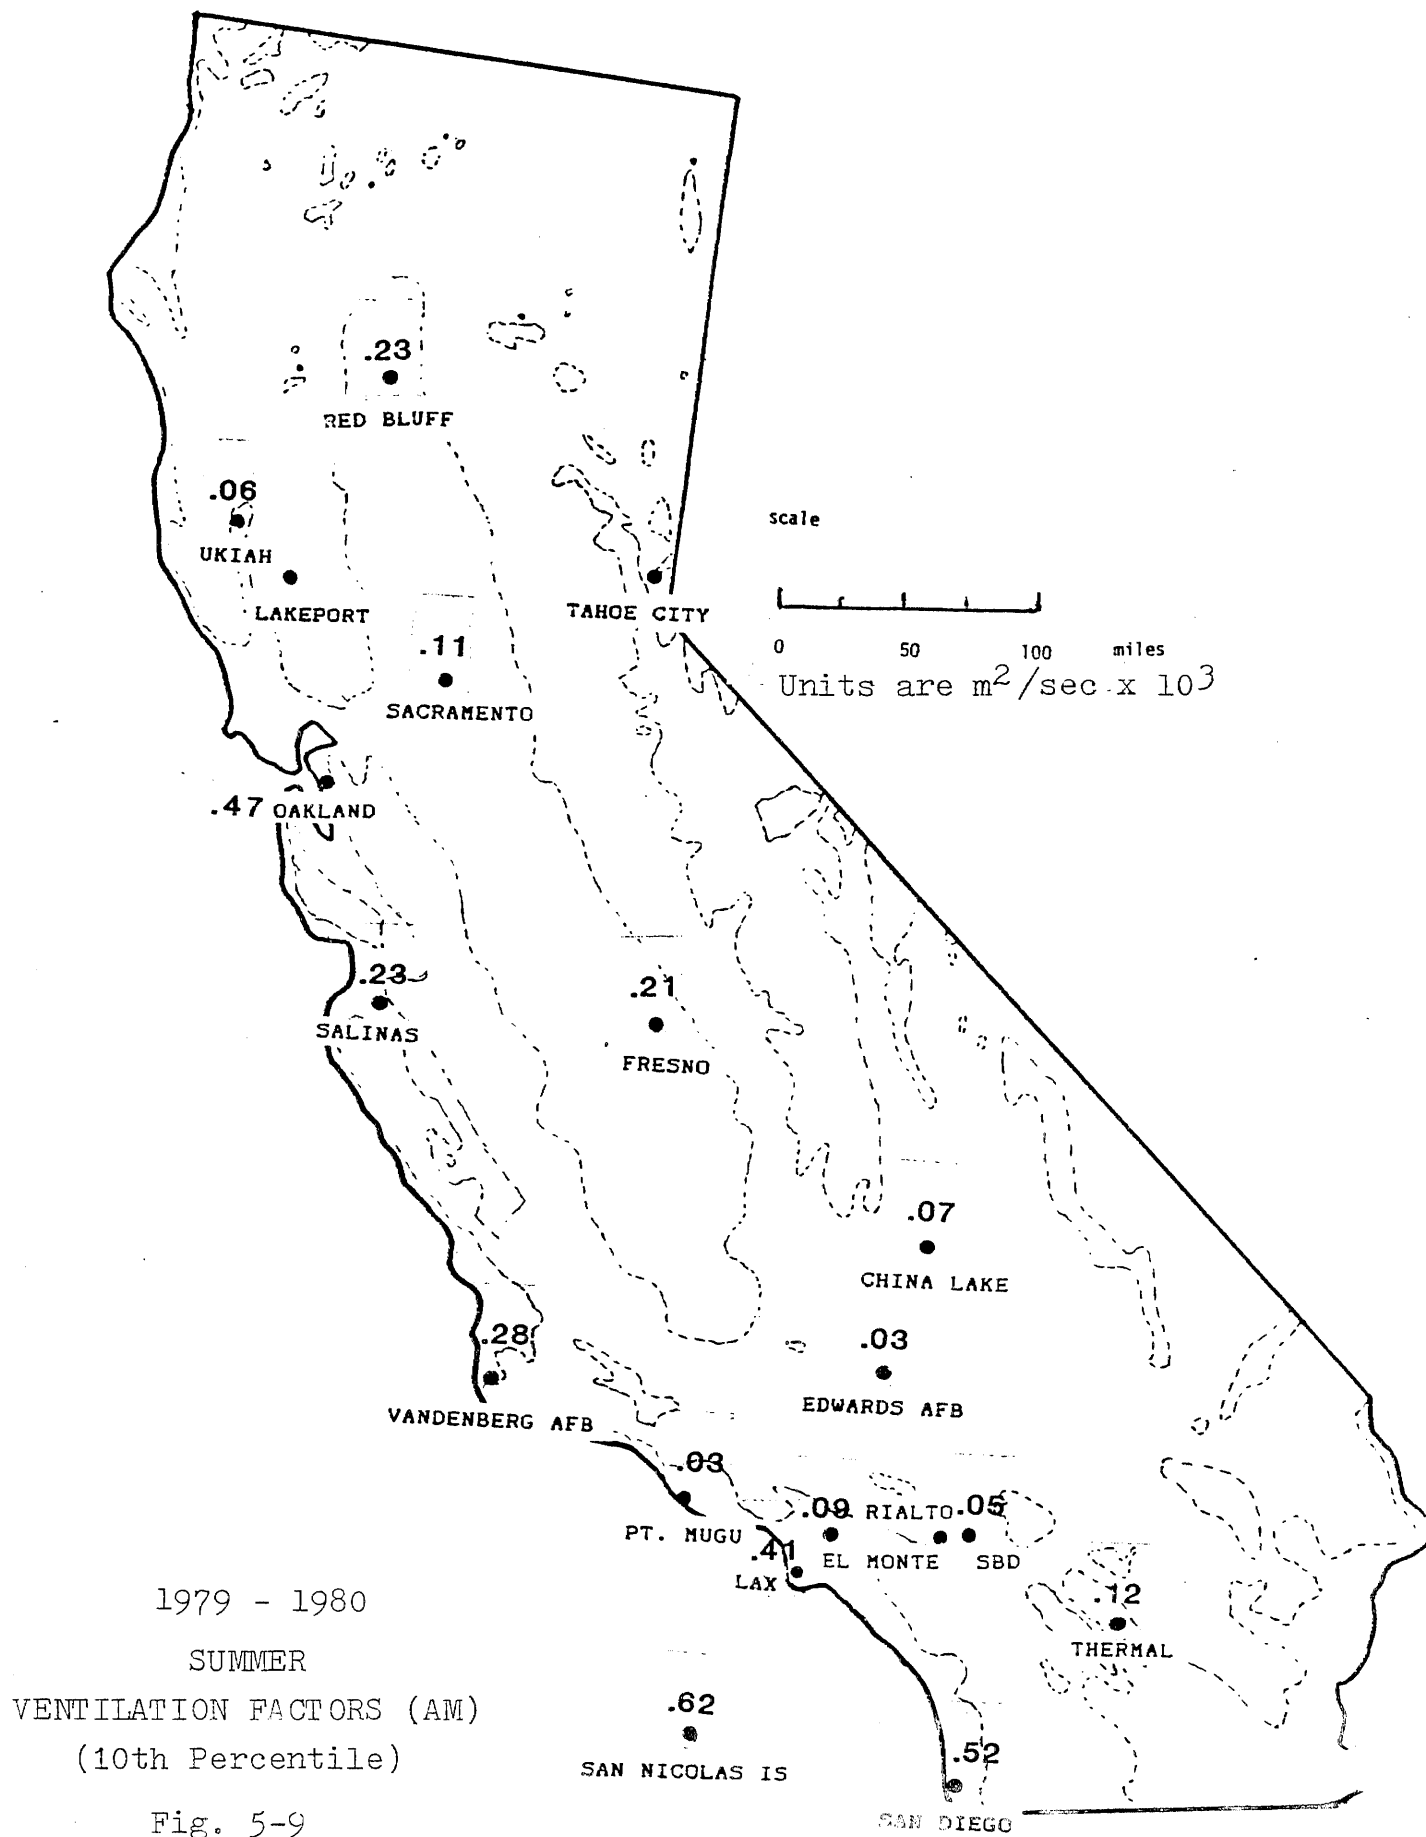 .23
RED BLUFF
.06
UKIAH
LAKEPORT
TAHOE CITY
scale
0 50 100 miles
Units are m²/sec x 10³
.11
SACRAMENTO
.47 OAKLAND
.23
SALINAS
.21
FRESNO
.07
CHINA LAKE
.03
EDWARDS AFB
.28
VANDENBERG AFB
.03
PT. MUGU
.09 RIALTO .05
EL MONTE SBD
.41
LAX
.12
THERMAL
.62
SAN NICOLAS IS
.52
SAN DIEGO
1979 - 1980
SUMMER
VENTILATION FACTORS (AM)
(10th Percentile)
Fig. 5-9